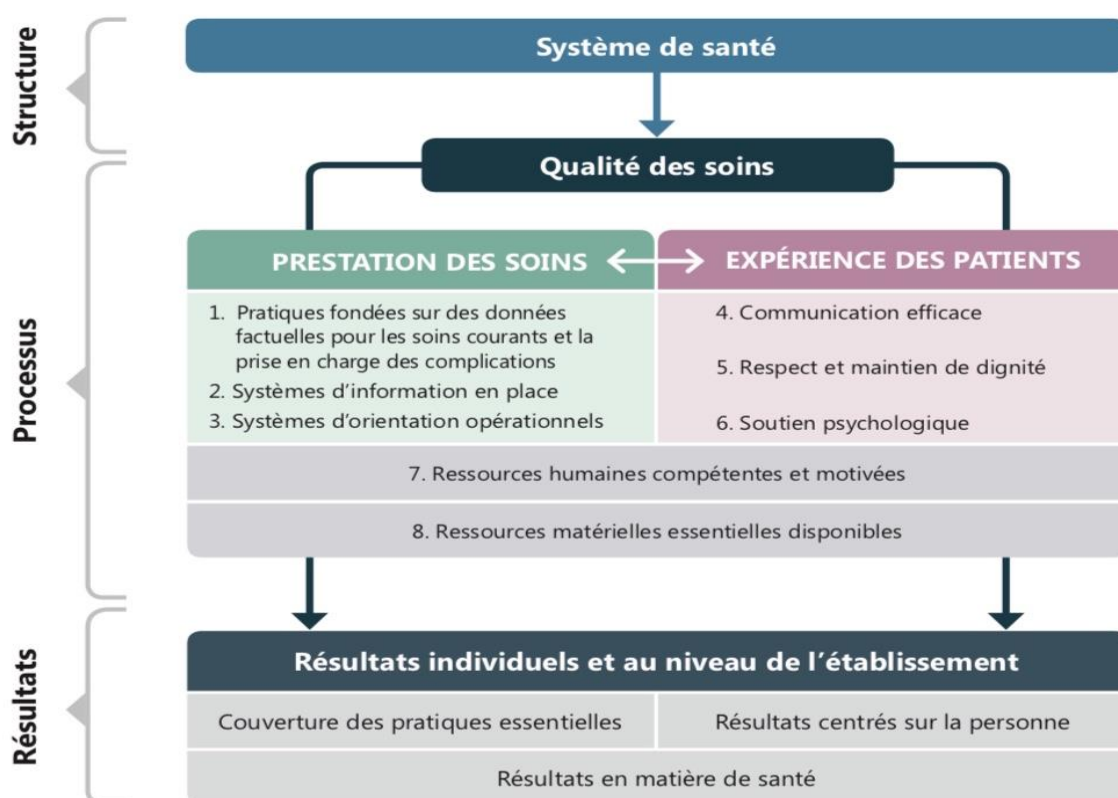 Structure
Système de santé
Processus
Qualité des soins
PRESTATION DES SOINS
EXPÉRIENCE DES PATIENTS
1. Pratiques fondées sur des données
factuelles pour les soins courants et la
prise en charge des complications
2. Systèmes d’information en place
3. Systèmes d’orientation opérationnels
4. Communication efficace
5. Respect et maintien de dignité
6. Soutien psychologique
7. Ressources humaines compétentes et motivées
8. Ressources matérielles essentielles disponibles
Résultats
Résultats individuels et au niveau de l’établissement
Couverture des pratiques essentielles
Résultats centrés sur la personne
Résultats en matière de santé